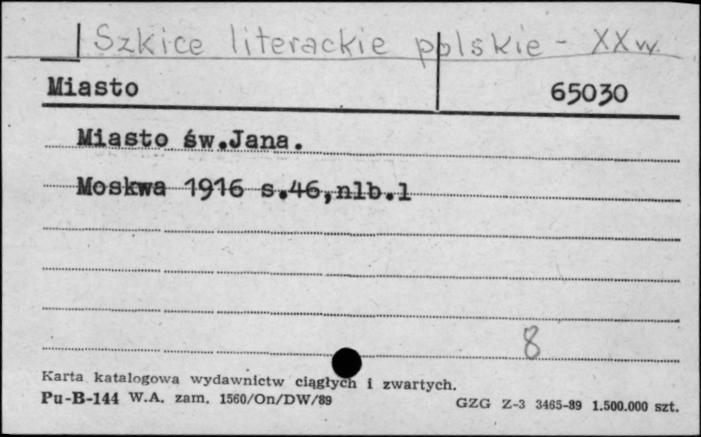 Szkice literackie polskie - XX w.
Miasto 65030
Miasto św.Jana.
Moskwa 1916 s.46,nlb.1
8
Karta katalogowa wydawnictw ciągłych i zwartych.
Pu-B-144 W.A. zam. 1560/On/DW/89 GZG Z-3 3465-89 1.500.000 szt.